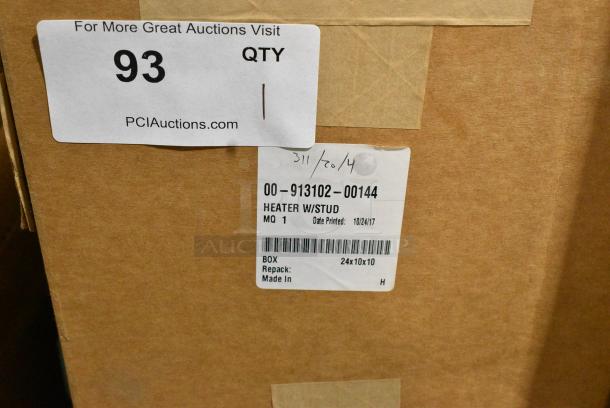 For More Great Auctions Visit
93
QTY
1
PCIAuctions.com
311/20/4
00-913102-00144
HEATER W/STUD
MQ 1 Date Printed: 10/24/17
BOX 24x10x10
Repack:
Made In H